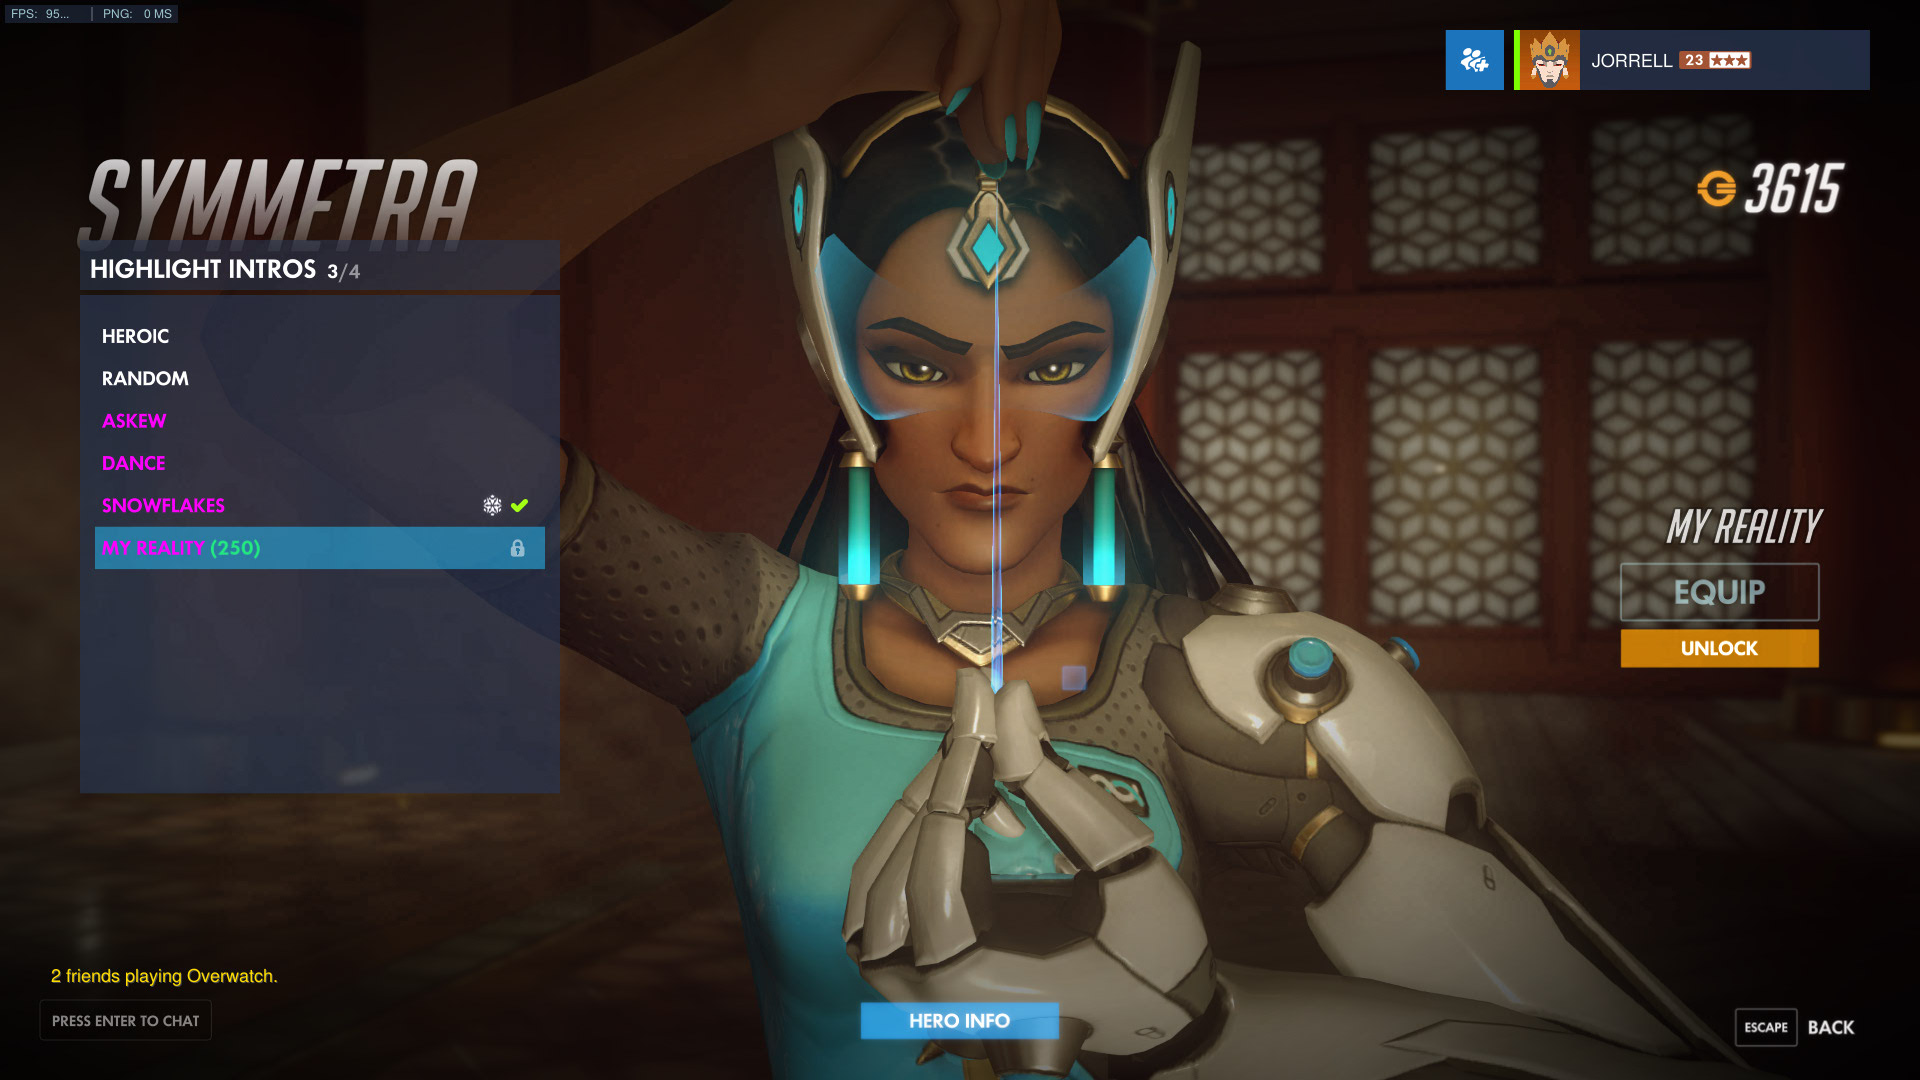 FPS: 95... | PNG: 0 MS
JORRELL 23
3615
SYMMETRA
HIGHLIGHT INTROS 3/4
HEROIC
RANDOM
ASKEW
DANCE
SNOWFLAKES
MY REALITY (250)
MY REALITY
EQUIP
UNLOCK
2 friends playing Overwatch.
PRESS ENTER TO CHAT
HERO INFO
ESCAPE BACK